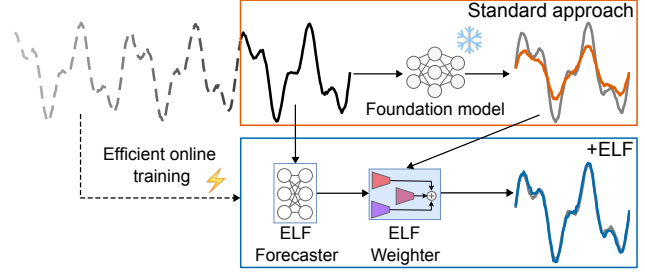 Standard approach
Foundation model
+ELF
Efficient online
training
ELF
Forecaster
ELF
Weighter